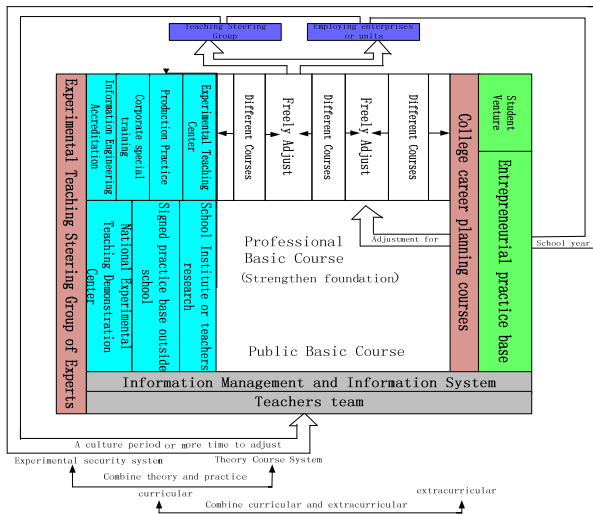 Teaching Steering
Group
Employing enterprises
or units
Experimental Teaching Steering Group of Experts
Information Engineering
Accreditation
Corporate special
training
Production Practice
Experimental Teaching
Center
Different Courses
Freely Adjust
Different Courses
Freely Adjust
Different Courses
College career planning courses
Student
Venture
Entrepreneurial practice base
National Experimental
Teaching Demonstration
Center
Signed practice base outside
school
School Institute or teachers
research
Professional
Basic Course
(Strengthen foundation)
Adjustment for
School year
Public Basic Course
Information Management and Information System
Teachers team
A culture period or more time to adjust
Experimental security system
Theory Course System
Combine theory and practice
curricular
extracurricular
Combine curricular and extracurricular